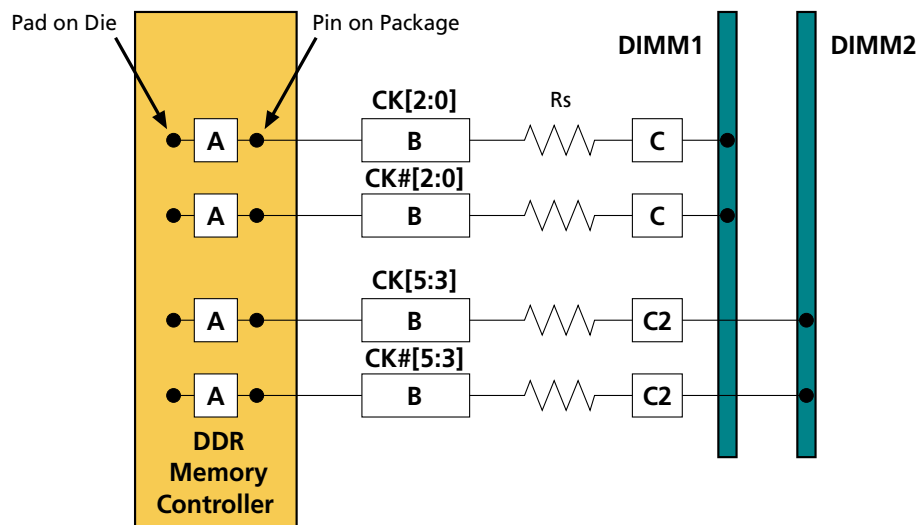 Pad on Die
Pin on Package
DIMM1
DIMM2
CK[2:0]
Rs
A
B
C
CK#[2:0]
A
B
C
CK[5:3]
A
B
C2
CK#[5:3]
A
B
C2
DDR
Memory
Controller